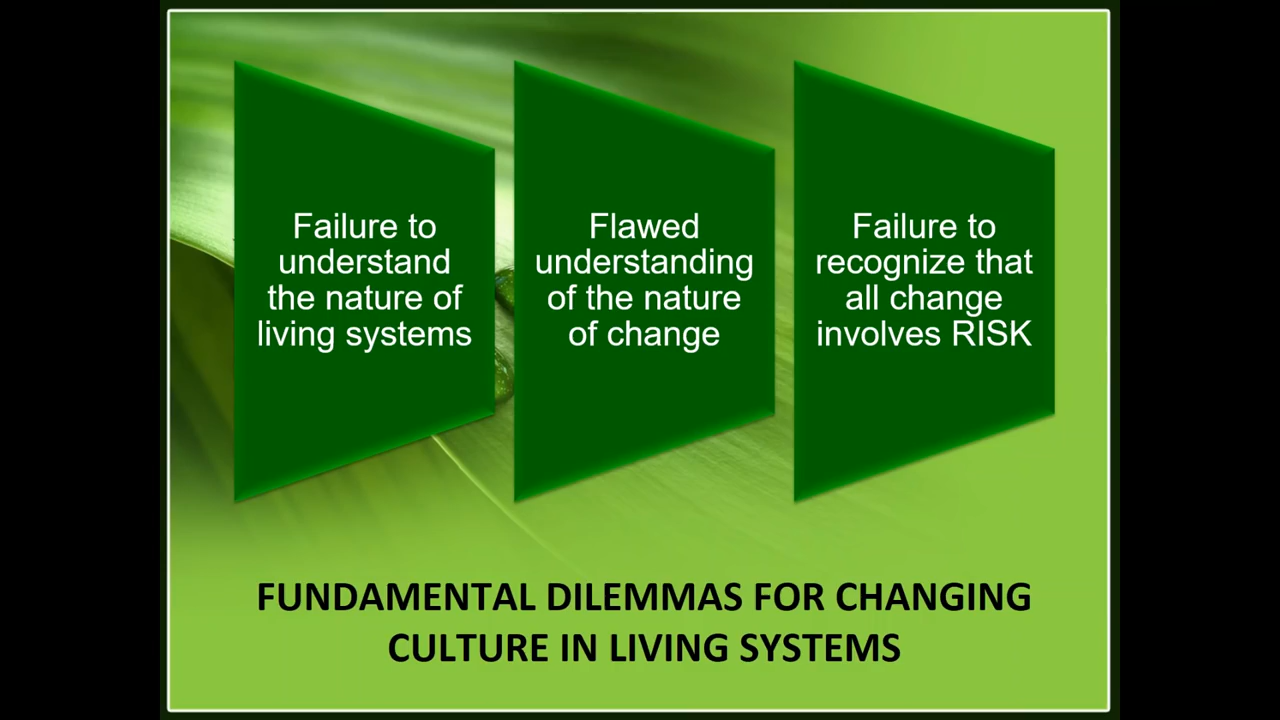 Failure to
understand
the nature of
living systems
Flawed
understanding
of the nature
of change
Failure to
recognize that
all change
involves RISK
FUNDAMENTAL DILEMMAS FOR CHANGING
CULTURE IN LIVING SYSTEMS